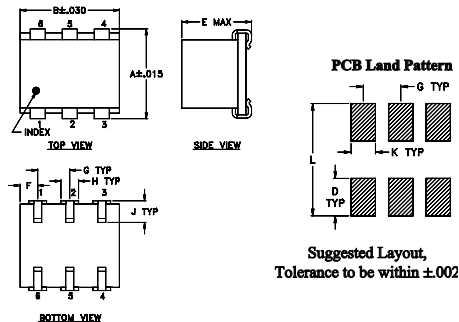 B±.030
6 5 4
A±.015
INDEX
1 2 3
TOP VIEW
E MAX
SIDE VIEW
PCB Land Pattern
G TYP
L
K TYP
D
TYP
Suggested Layout,
Tolerance to be within ±.002
G TYP
H TYP
F
1 2 3
J TYP
6 5 4
BOTTOM VIEW